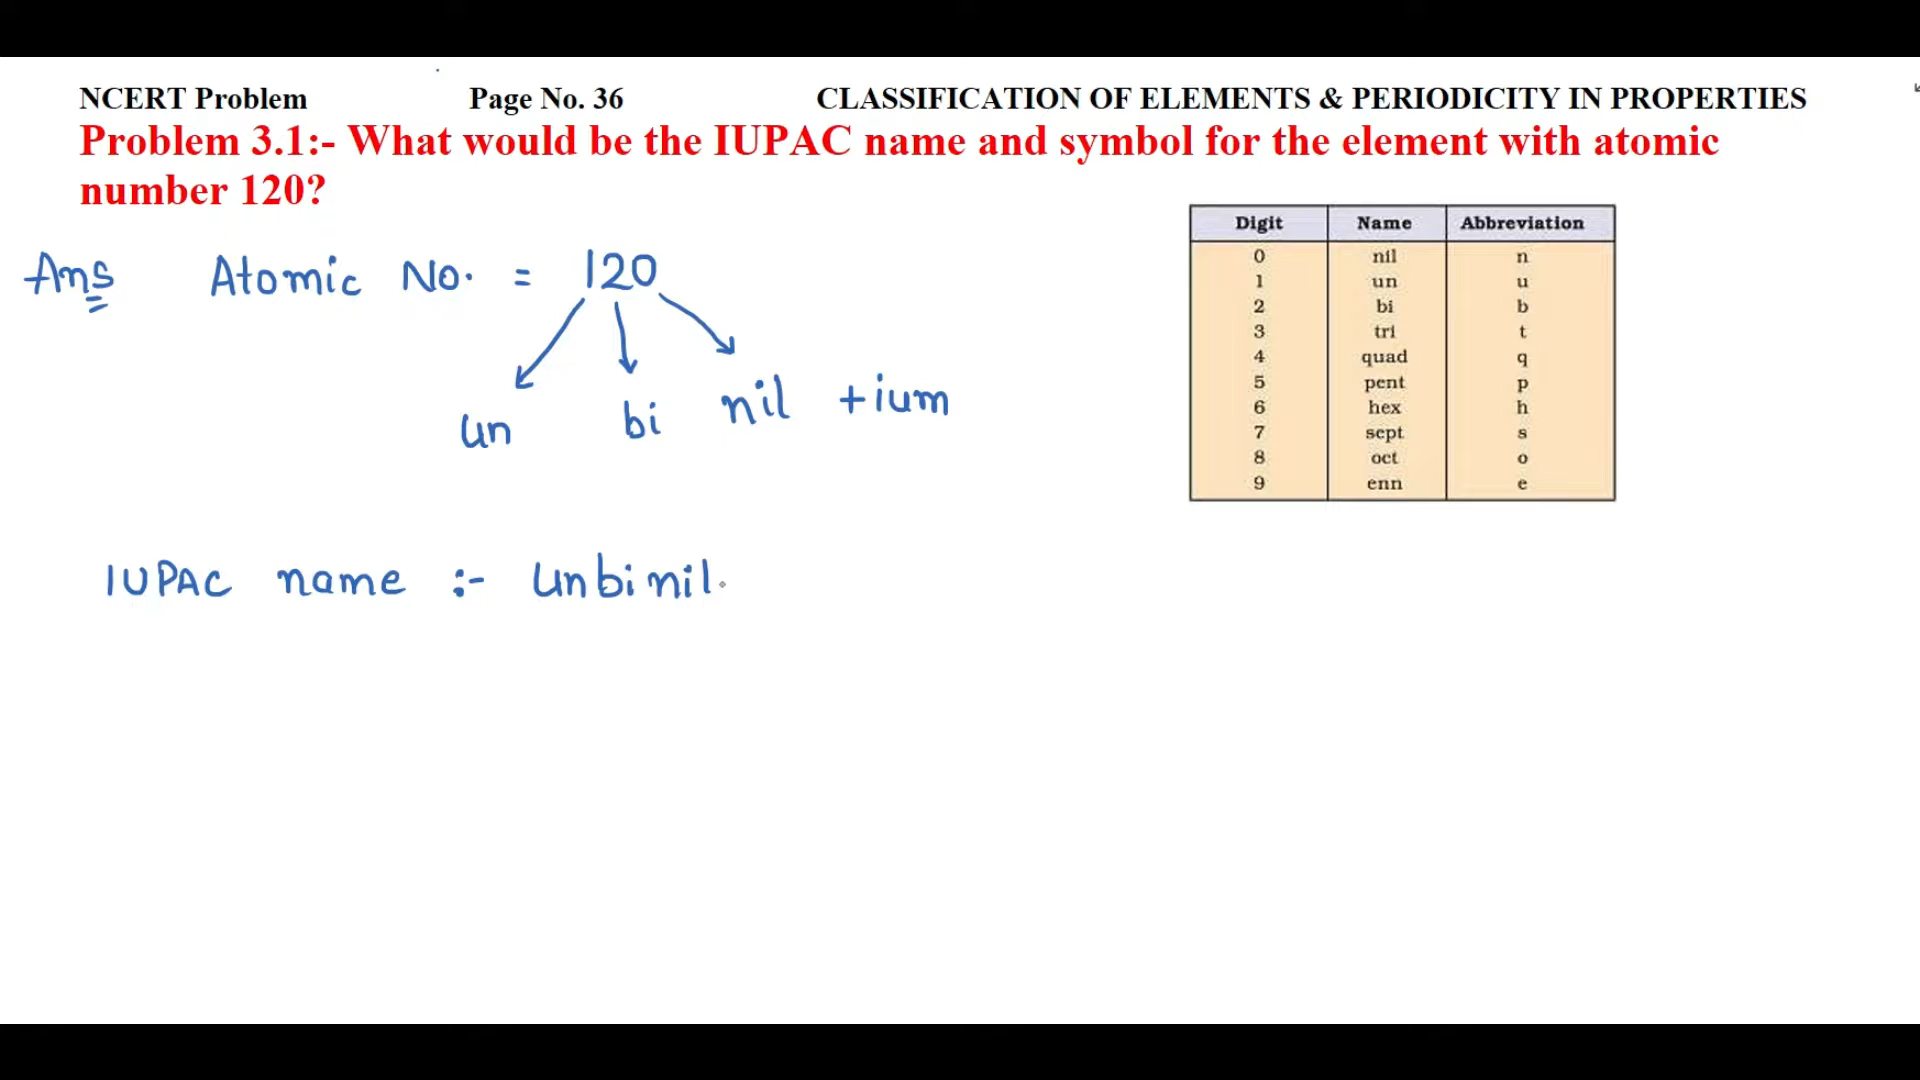 NCERT Problem Page No. 36 CLASSIFICATION OF ELEMENTS & PERIODICITY IN PROPERTIES
Problem 3.1:- What would be the IUPAC name and symbol for the element with atomic
number 120?
Ans Atomic No. = 120
un bi nil +ium
IUPAC name :- Unbinil
Digit Name Abbreviation
0 nil n
1 un u
2 bi b
3 tri t
4 quad q
5 pent p
6 hex h
7 sept s
8 oct o
9 enn e